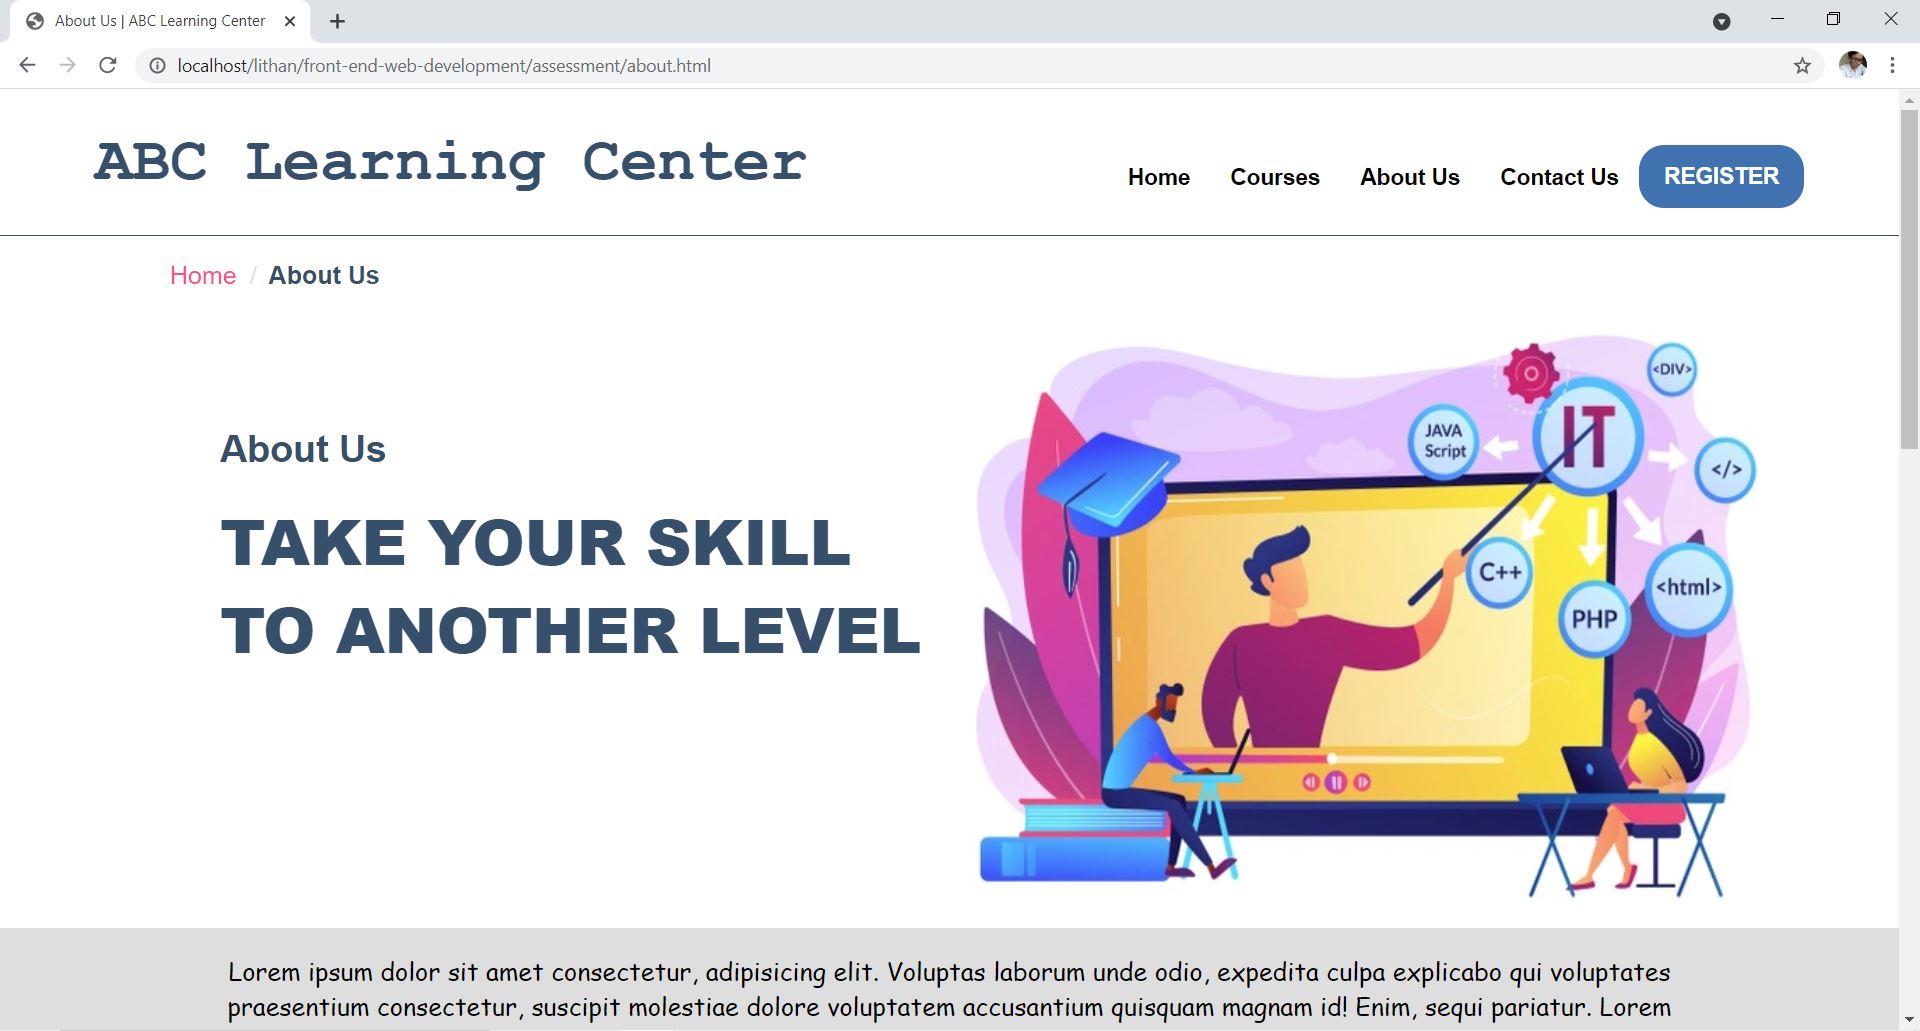 About Us | ABC Learning Center
localhost/lithan/front-end-web-development/assessment/about.html
ABC Learning Center
Home Courses About Us Contact Us REGISTER
Home / About Us
About Us
TAKE YOUR SKILL
TO ANOTHER LEVEL
<DIV>
IT
JAVA
Script
</>
C++
<html>
PHP
Lorem ipsum dolor sit amet consectetur, adipisicing elit. Voluptas laborum unde odio, expedita culpa explicabo qui voluptates
praesentium consectetur, suscipit molestiae dolore voluptatem accusantium quisquam magnam id! Enim, sequi pariatur. Lorem